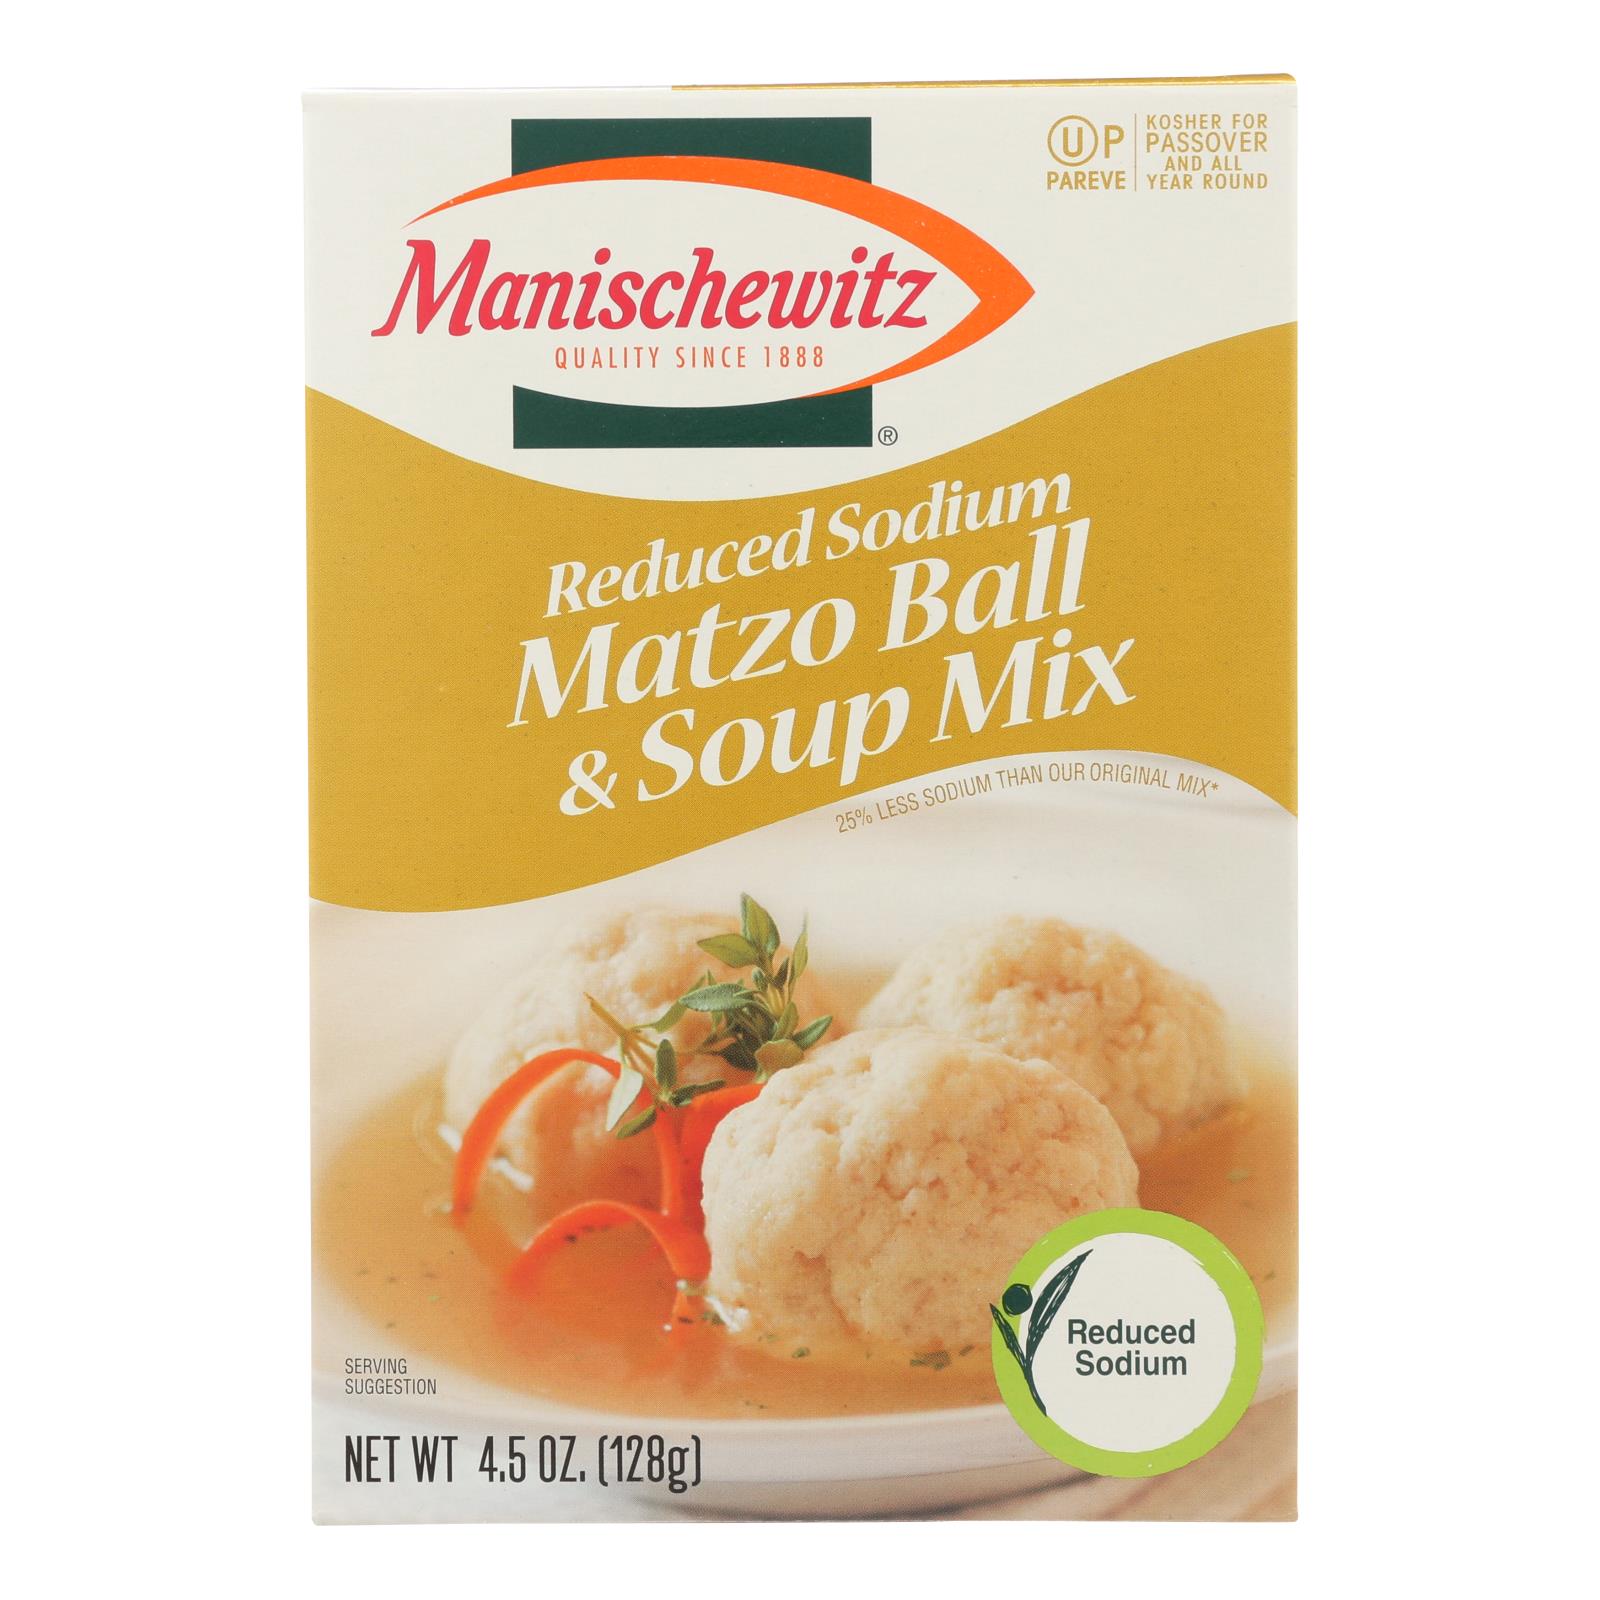 U P
PAREVE
KOSHER FOR
PASSOVER
AND ALL
YEAR ROUND
Manischewitz
QUALITY SINCE 1888
®
Reduced Sodium
Matzo Ball
& Soup Mix
25% LESS SODIUM THAN OUR ORIGINAL MIX*
Reduced
Sodium
SERVING
SUGGESTION
NET WT 4.5 OZ. (128g)